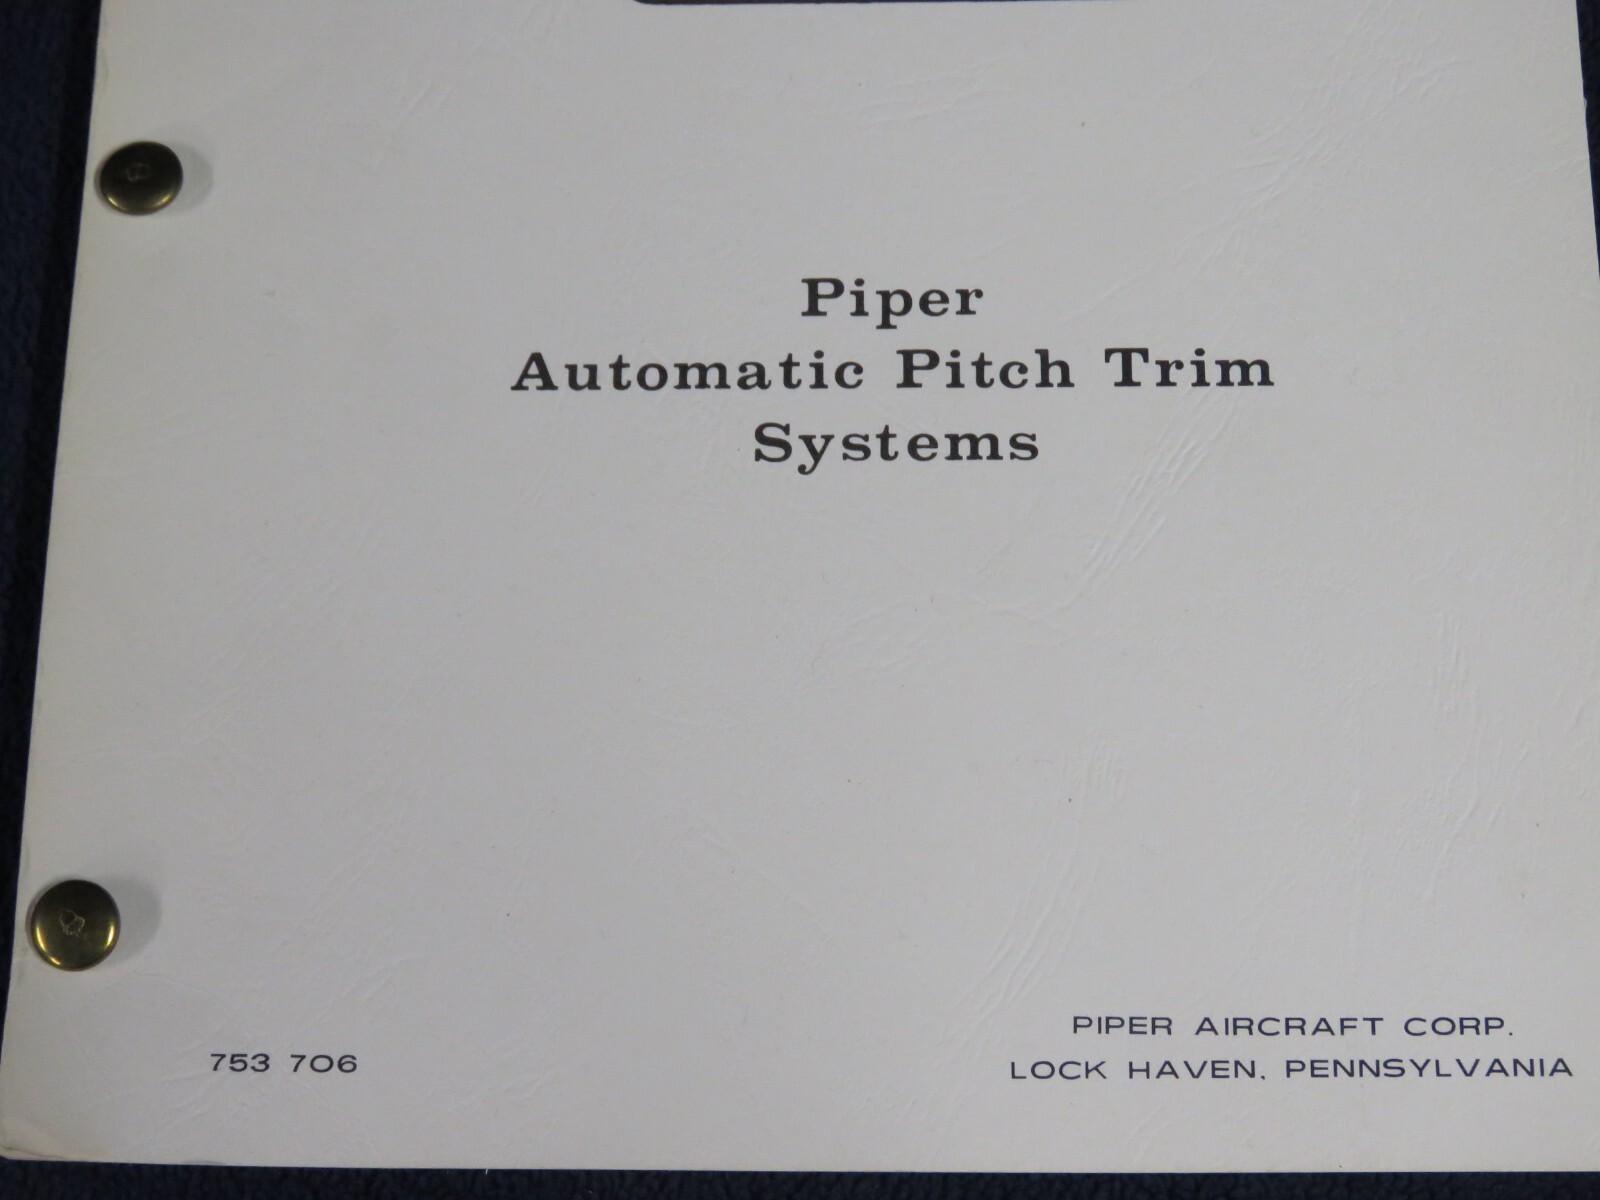 Piper
Automatic Pitch Trim
Systems
753 706
PIPER AIRCRAFT CORP.
LOCK HAVEN, PENNSYLVANIA